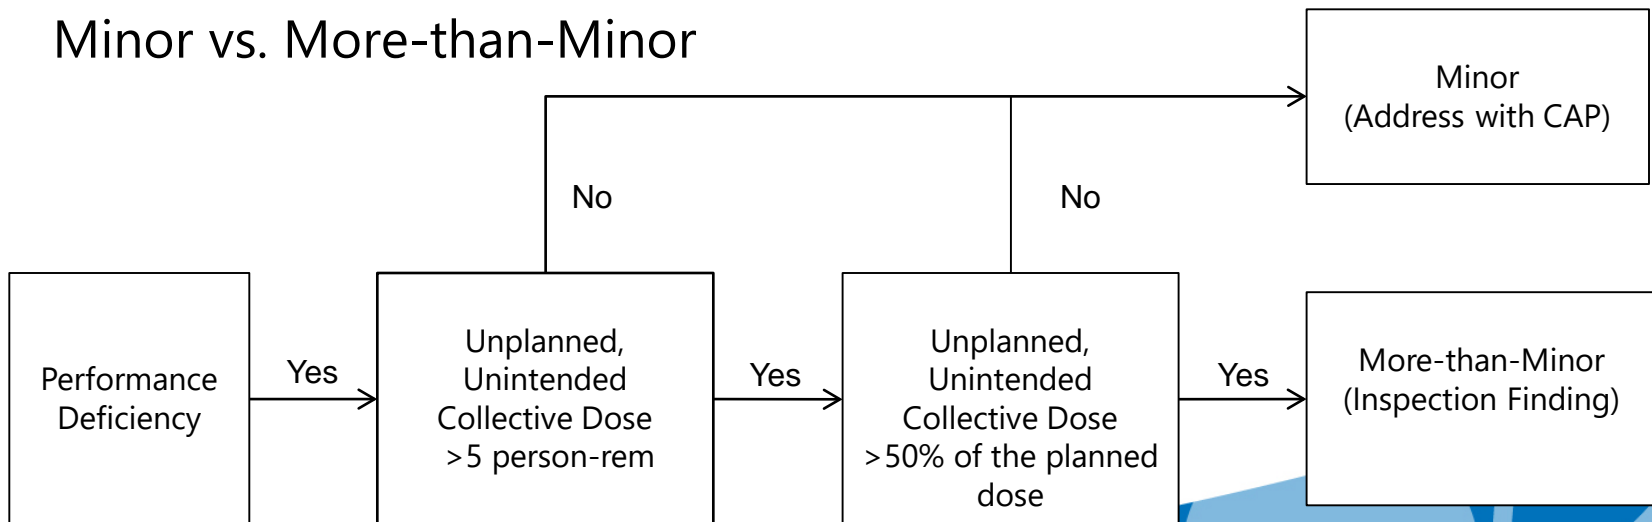 Minor vs. More-than-Minor
Minor
(Address with CAP)
No
No
Performance
Deficiency
Yes
Unplanned,
Unintended
Collective Dose
>5 person-rem
Yes
Unplanned,
Unintended
Collective Dose
>50% of the planned
dose
Yes
More-than-Minor
(Inspection Finding)